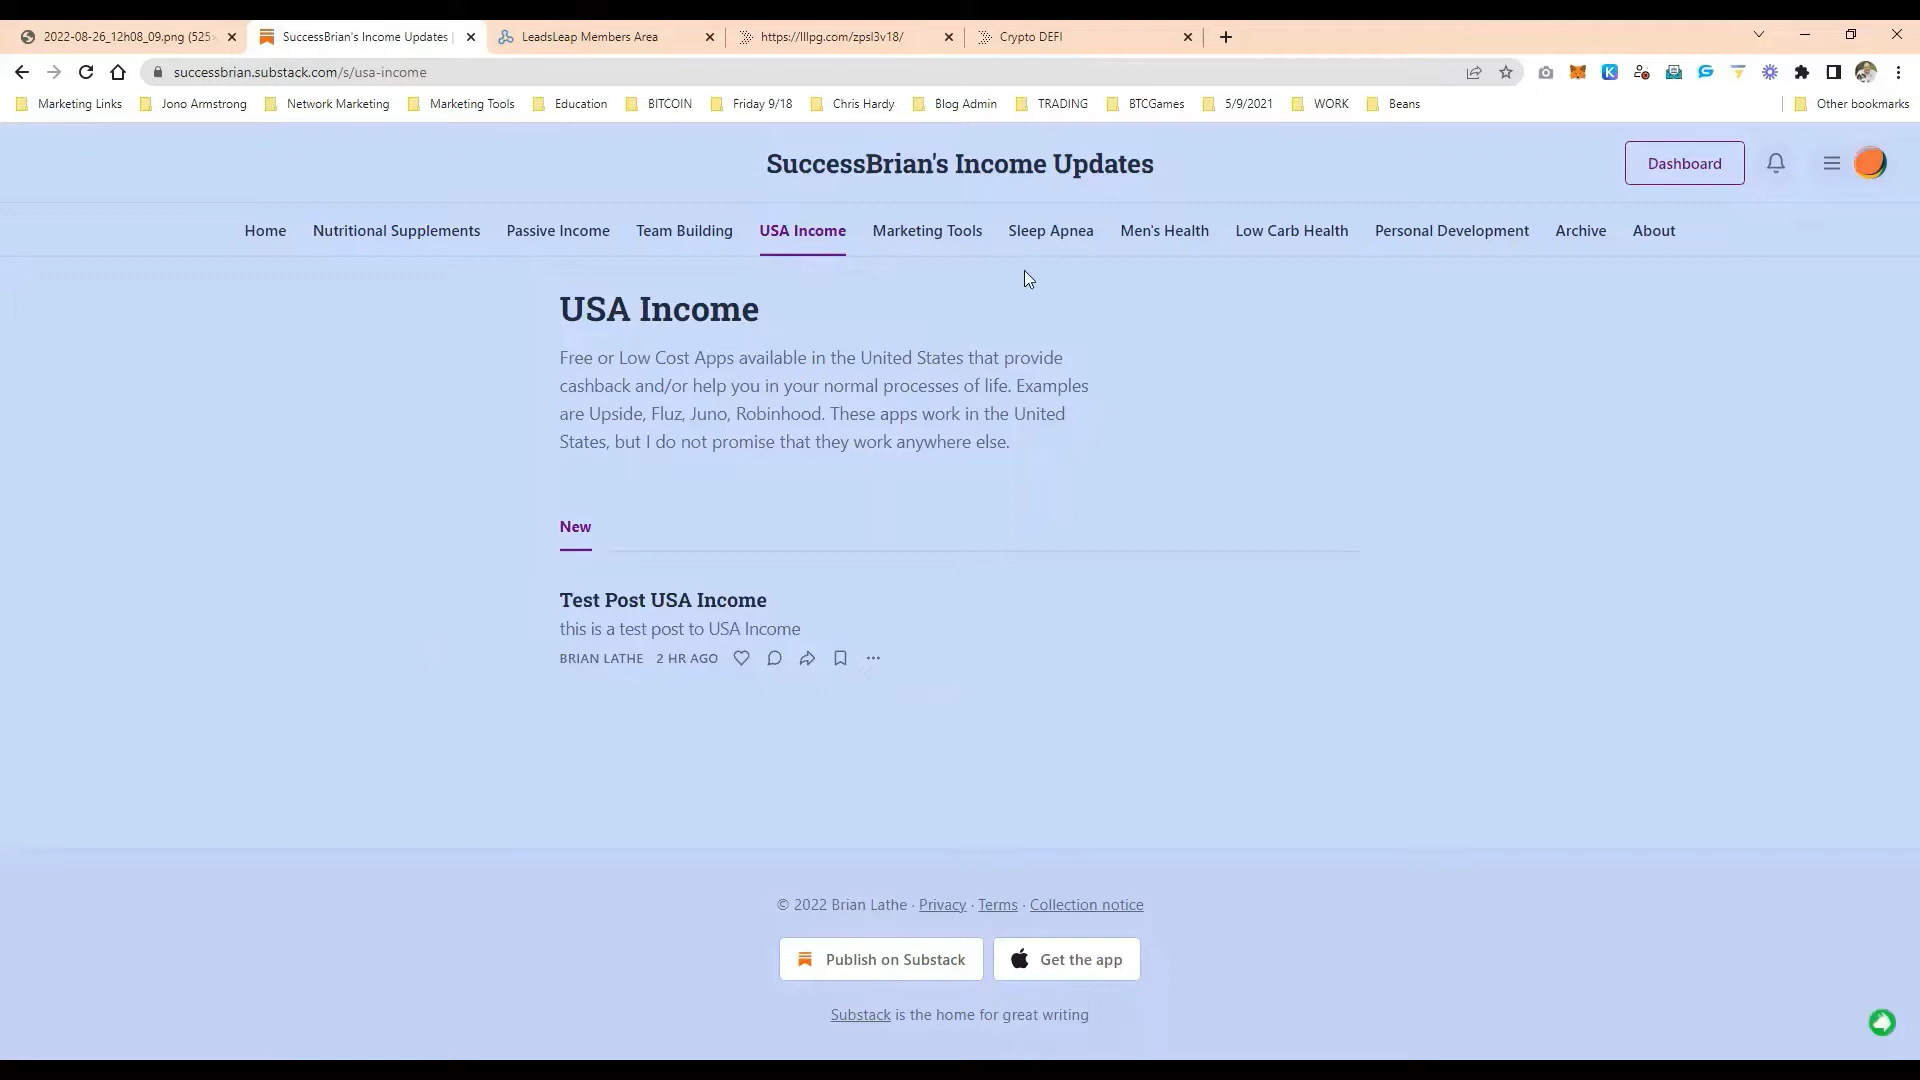 2022-08-26_12h08_09.png (525
SuccessBrian's Income Updates |
LeadsLeap Members Area
https://lllpg.com/zpsl3v18/
Crypto DEFI
successbrian.substack.com/s/usa-income
Marketing Links
Jono Armstrong
Network Marketing
Marketing Tools
Education
BITCOIN
Friday 9/18
Chris Hardy
Blog Admin
TRADING
BTCGames
5/9/2021
WORK
Beans
Other bookmarks
SuccessBrian's Income Updates
Dashboard
Home
Nutritional Supplements
Passive Income
Team Building
USA Income
Marketing Tools
Sleep Apnea
Men's Health
Low Carb Health
Personal Development
Archive
About
USA Income
Free or Low Cost Apps available in the United States that provide
cashback and/or help you in your normal processes of life. Examples
are Upside, Fluz, Juno, Robinhood. These apps work in the United
States, but I do not promise that they work anywhere else.
New
Test Post USA Income
this is a test post to USA Income
BRIAN LATHE 2 HR AGO
© 2022 Brian Lathe · Privacy · Terms · Collection notice
Publish on Substack
Get the app
Substack is the home for great writing